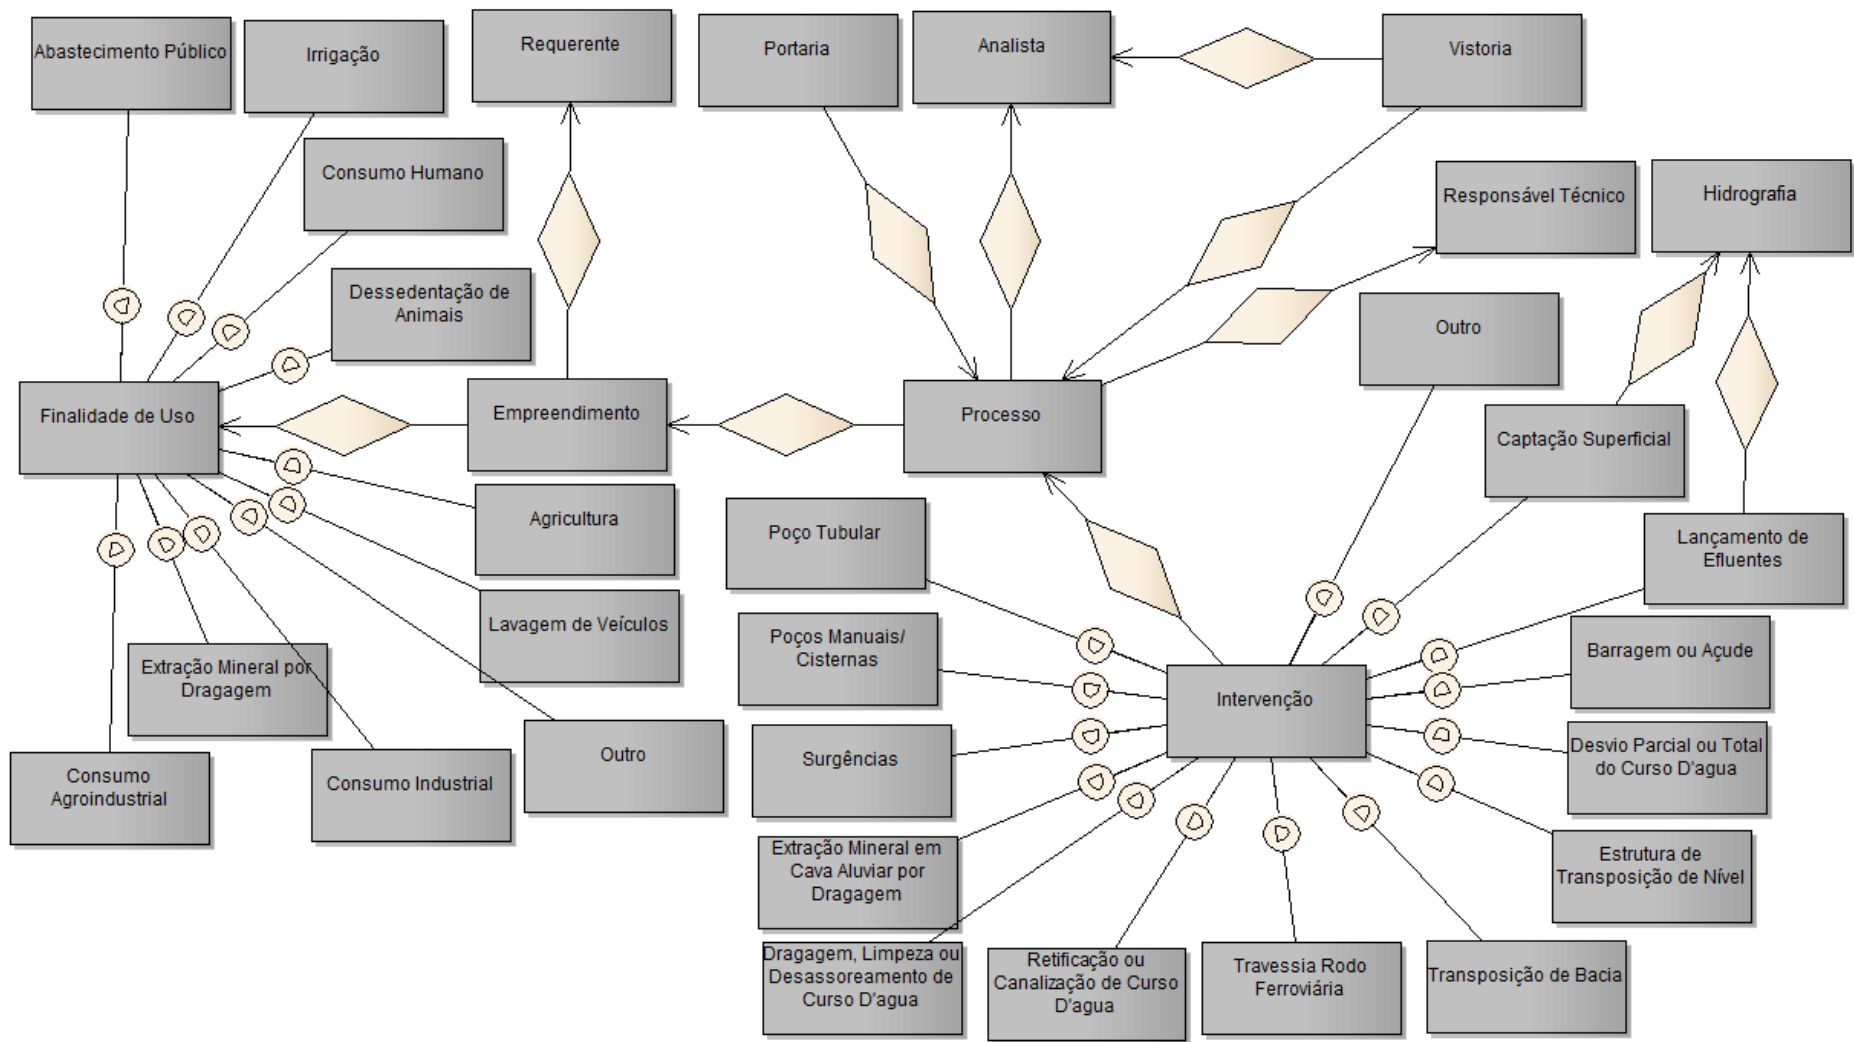 Abastecimento Público
Irrigação
Requerente
Portaria
Analista
Vistoria
Consumo Humano
Responsável Técnico
Hidrografia
Dessedentação de
Animais
Outro
Finalidade de Uso
Empreendimento
Processo
Captação Superficial
Agricultura
Poço Tubular
Lançamento de
Efluentes
Lavagem de Veículos
Poços Manuais/
Cisternas
Barragem ou Açude
Extração Mineral por
Dragagem
Intervenção
Consumo
Agroindustrial
Consumo Industrial
Outro
Surgências
Desvio Parcial ou Total
do Curso D'agua
Extração Mineral em
Cava Aluviar por
Dragagem
Estrutura de
Transposição de Nível
Dragagem, Limpeza ou
Desassoreamento de
Curso D'agua
Retificação ou
Canalização de Curso
D'agua
Travessia Rodo
Ferroviária
Transposição de Bacia